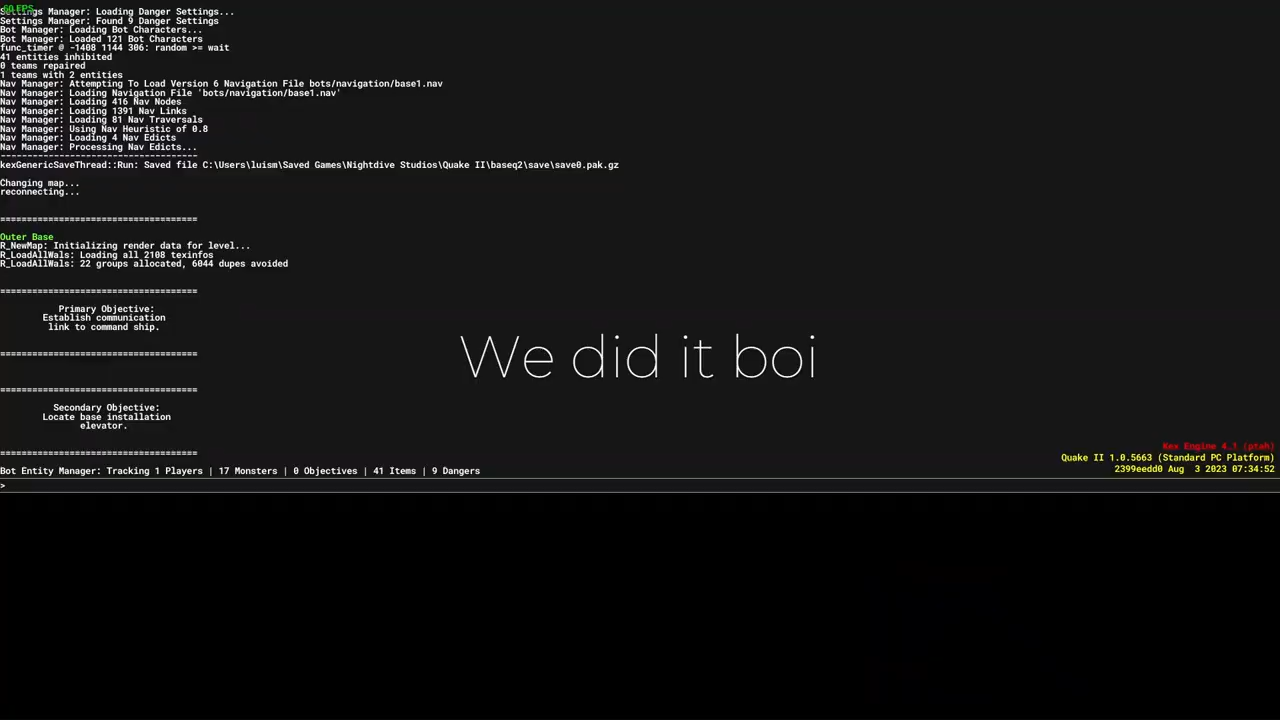 60 FPS
Settings Manager: Loading Danger Settings...
Settings Manager: Found 9 Danger Settings
Bot Manager: Loading Bot Characters...
Bot Manager: Loaded 121 Bot Characters
func_timer @ -1408 1144 306: random >= wait
41 entities inhibited
0 teams repaired
1 teams with 2 entities
Nav Manager: Attempting To Load Version 6 Navigation File bots/navigation/base1.nav
Nav Manager: Loading Navigation File 'bots/navigation/base1.nav'
Nav Manager: Loading 416 Nav Nodes
Nav Manager: Loading 1391 Nav Links
Nav Manager: Loading 81 Nav Traversals
Nav Manager: Using Nav Heuristic of 0.8
Nav Manager: Loading 4 Nav Edicts
Nav Manager: Processing Nav Edicts...
-------------------------------------
kexGenericSaveThread::Run: Saved file C:\Users\luism\Saved Games\Nightdive Studios\Quake II\baseq2\save\save0.pak.gz
Changing map...
reconnecting...
=====================================
Outer Base
R_NewMap: Initializing render data for level...
R_LoadAllWals: Loading all 2108 texinfos
R_LoadAllWals: 22 groups allocated, 6044 dupes avoided
=====================================
Primary Objective:
Establish communication
link to command ship.
=====================================
We did it boi
=====================================
Secondary Objective:
Locate base installation
elevator.
=====================================
Bot Entity Manager: Tracking 1 Players | 17 Monsters | 0 Objectives | 41 Items | 9 Dangers
Kex Engine 4.1 (ptah)
Quake II 1.0.5663 (Standard PC Platform)
2399eedd0 Aug  3 2023 07:34:52
>